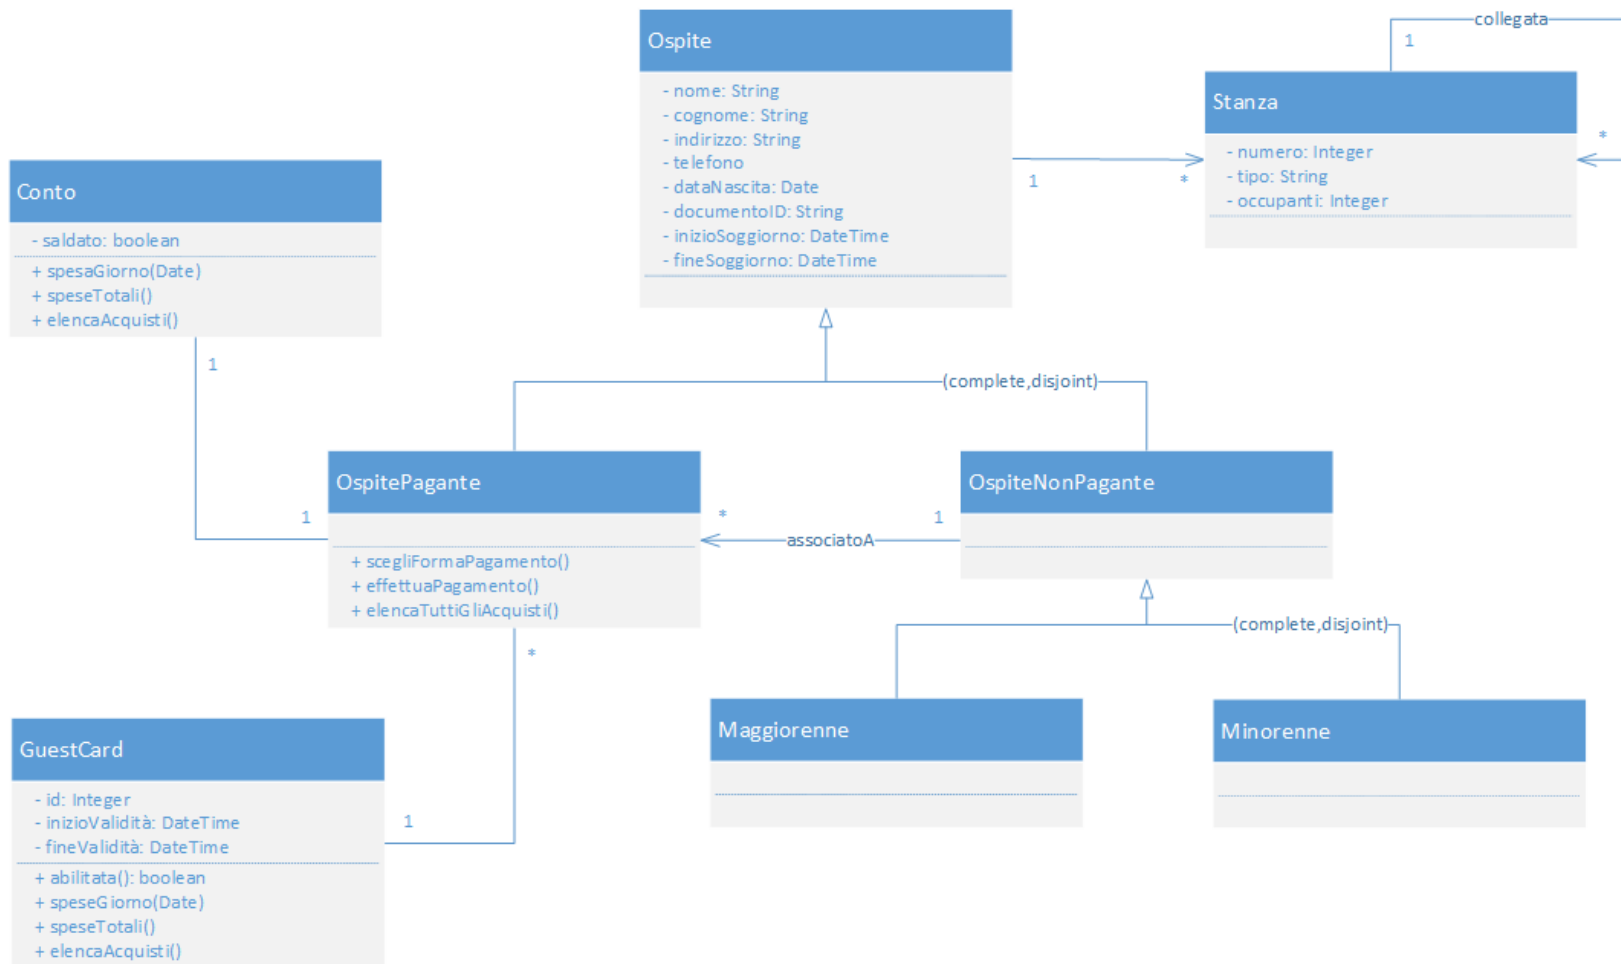 collegata
1
*
Ospite
- nome: String
- cognome: String
- indirizzo: String
- telefono
- dataNascita: Date
- documentoID: String
- inizioSoggiorno: DateTime
- fineSoggiorno: DateTime
1
*
Stanza
- numero: Integer
- tipo: String
- occupanti: Integer
Conto
- saldato: boolean
+ spesaGiorno(Date)
+ speseTotali()
+ elencaAcquisti()
1
1
(complete,disjoint)
OspitePagante
+ scegliFormaPagamento()
+ effettuaPagamento()
+ elencaTuttiGliAcquisti()
*
associatoA
1
OspiteNonPagante
(complete,disjoint)
*
1
GuestCard
- id: Integer
- inizioValidità: DateTime
- fineValidità: DateTime
+ abilitata(): boolean
+ speseGiorno(Date)
+ speseTotali()
+ elencaAcquisti()
Maggiorenne
Minorenne